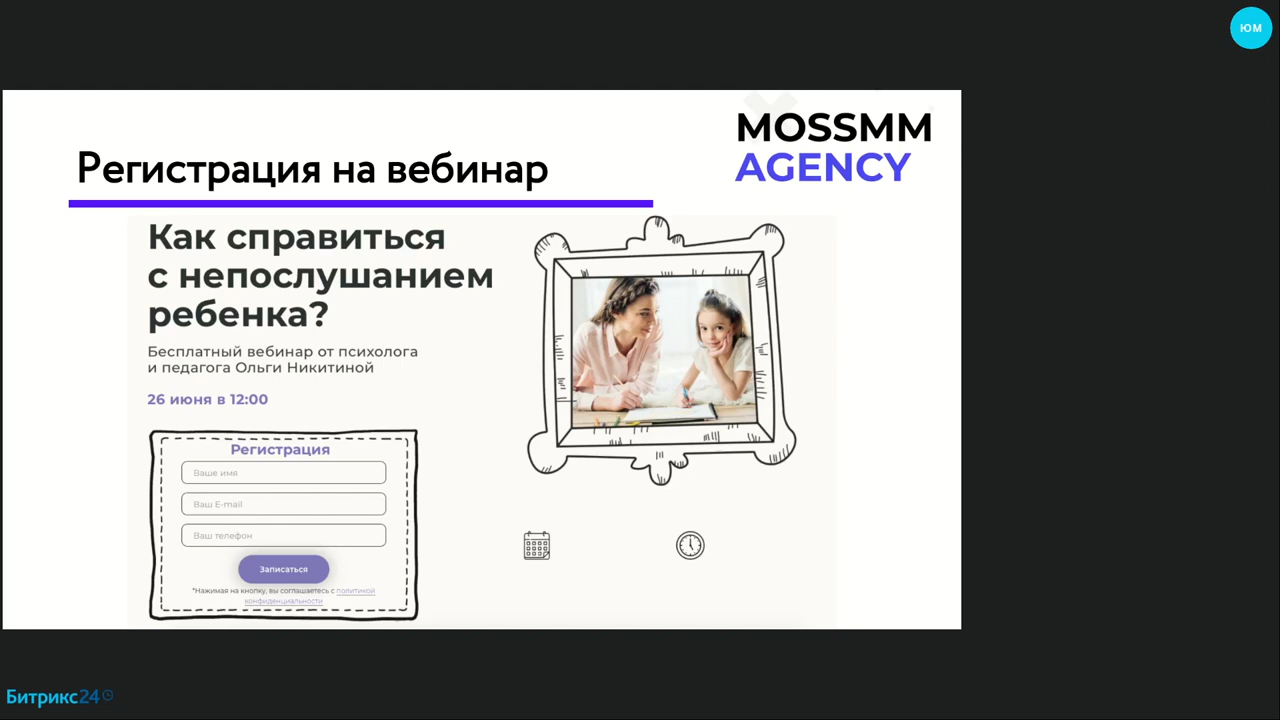 ЮМ
MOSSMM
AGENCY
Регистрация на вебинар
Как справиться
с непослушанием
ребенка?
Бесплатный вебинар от психолога
и педагога Ольги Никитиной
26 июня в 12:00
Регистрация
Ваше имя
Ваш E-mail
Ваш телефон
Записаться
*Нажимая на кнопку, вы соглашаетесь с политикой
конфиденциальности
Битрикс24